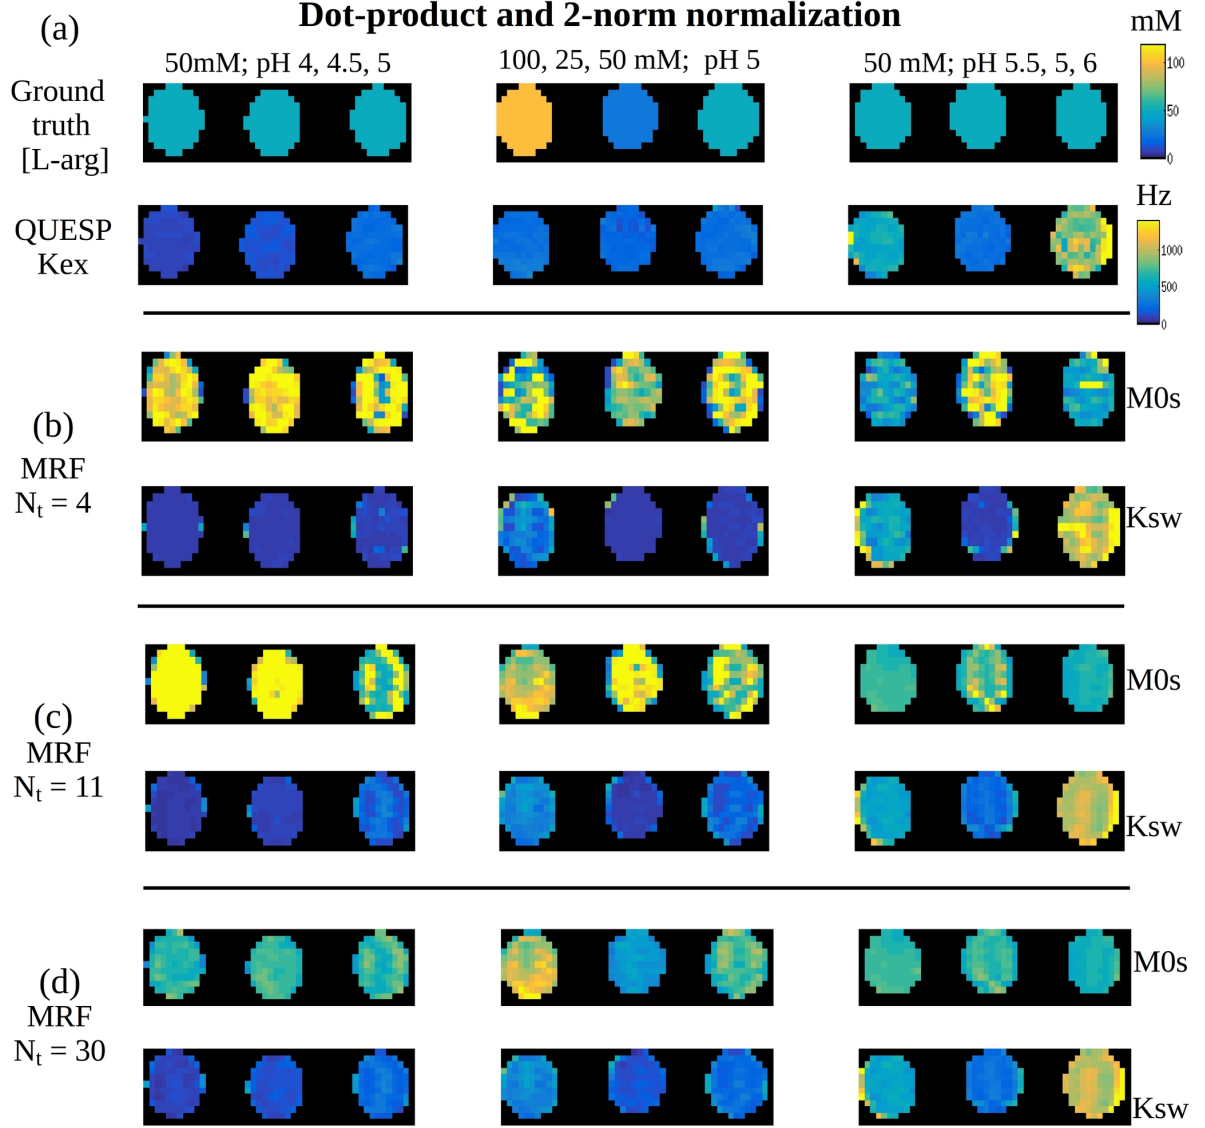 Dot-product and 2-norm normalization
(a)
mM
50mM; pH 4, 4.5, 5
100, 25, 50 mM; pH 5
50 mM; pH 5.5, 5, 6
Ground
truth
[L-arg]
100
50
0
QUESP
Kex
Hz
1000
500
0
(b)
MRF
Nt = 4
M0s
Ksw
(c)
MRF
Nt = 11
M0s
Ksw
(d)
MRF
Nt = 30
M0s
Ksw